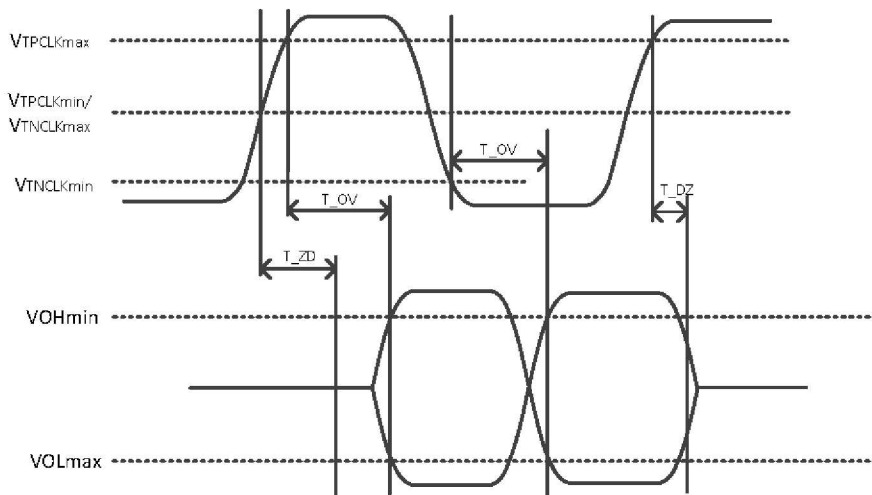 VTPCLKmax
VTPCLKmin/
VTNCLKmax
T_OV
VTNCLKmin
T_OV
T_DZ
T_ZD
VOHmin
VOLmax